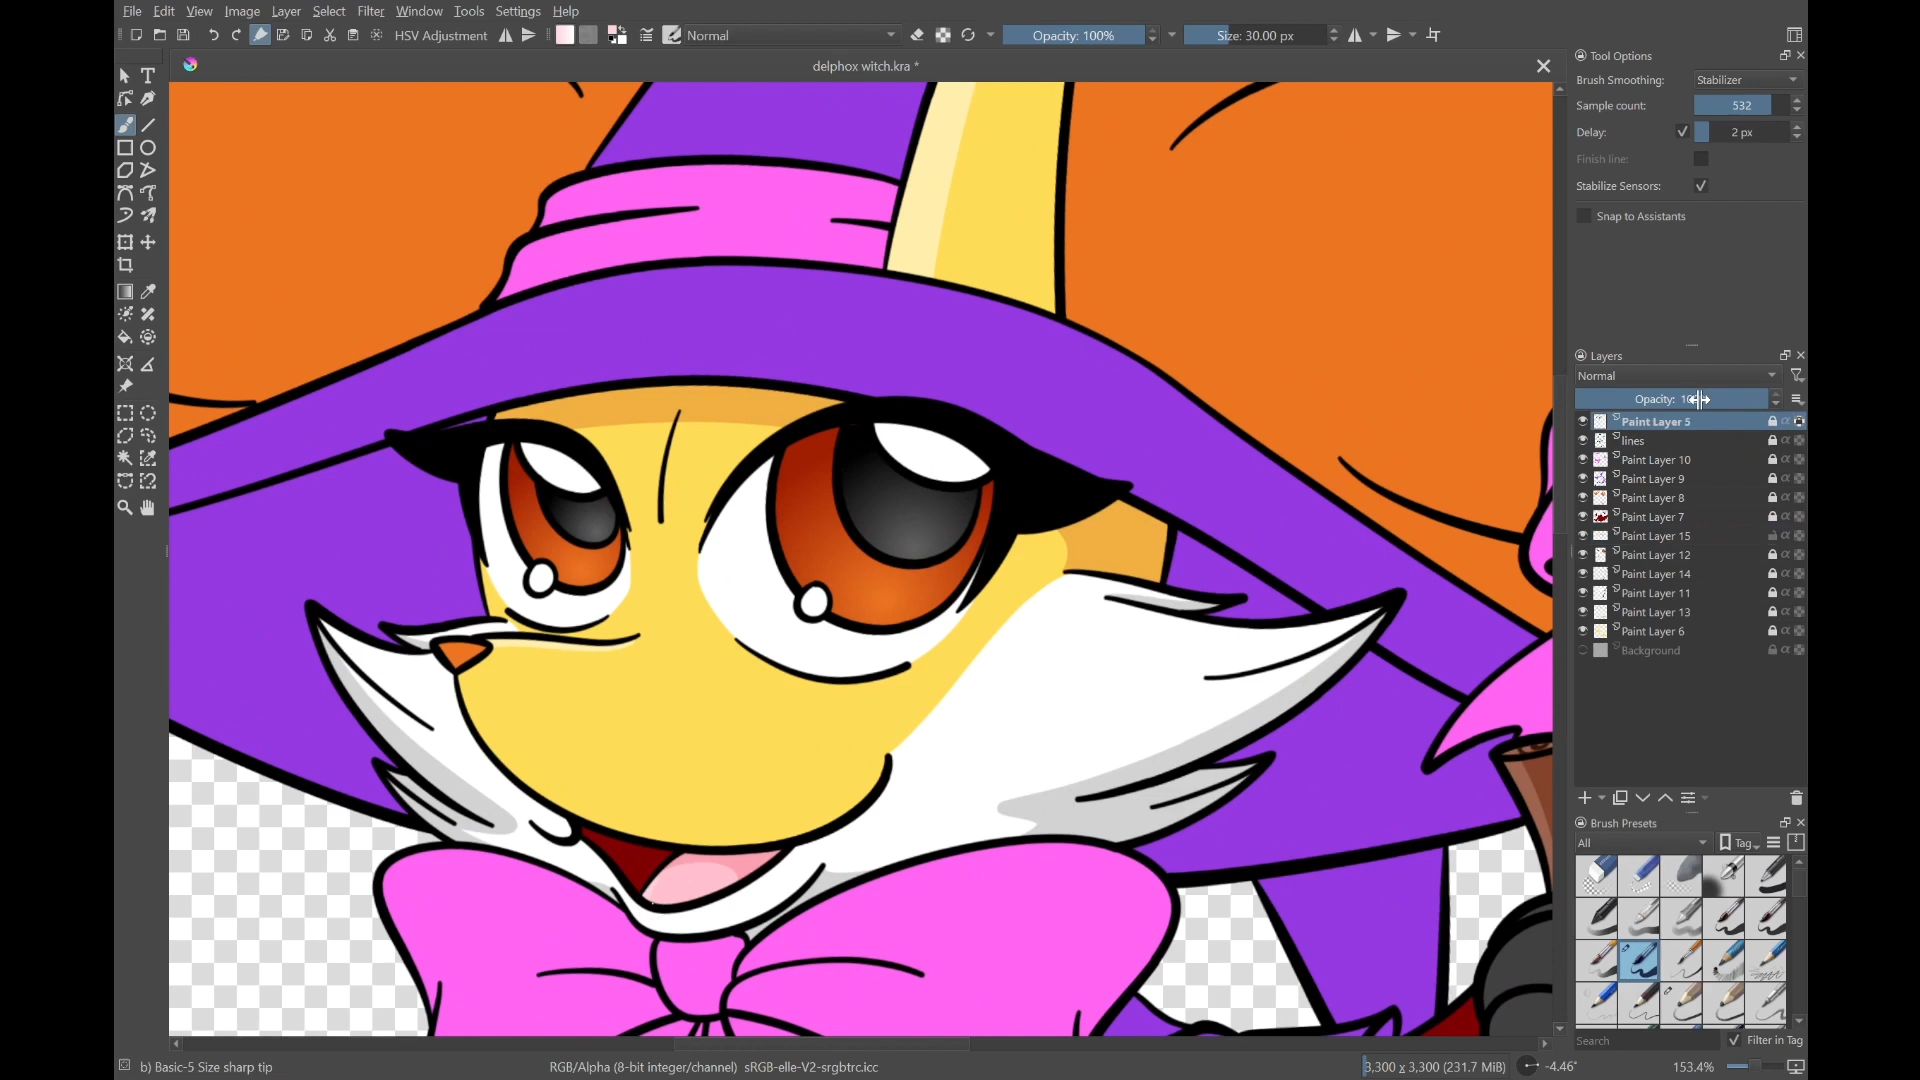 File Edit View Image Layer Select Filter Window Tools Settings Help
HSV Adjustment Normal Opacity: 100% Size: 30.00 px
delphox witch.kra *
Tool Options
Brush Smoothing: Stabilizer
Sample count: 532
Delay: 2 px
Finish line:
Stabilize Sensors:
Snap to Assistants
Layers
Normal
Opacity:
Paint Layer 5
lines
Paint Layer 10
Paint Layer 9
Paint Layer 8
Paint Layer 7
Paint Layer 15
Paint Layer 12
Paint Layer 14
Paint Layer 11
Paint Layer 13
Paint Layer 6
Background
Brush Presets
All Tag
Search Filter in Tag
b) Basic-5 Size sharp tip RGB/Alpha (8-bit integer/channel) sRGB-elle-V2-srgbtrc.icc 3,300 x 3,300 (231.7 MiB) -4.46° 153.4%